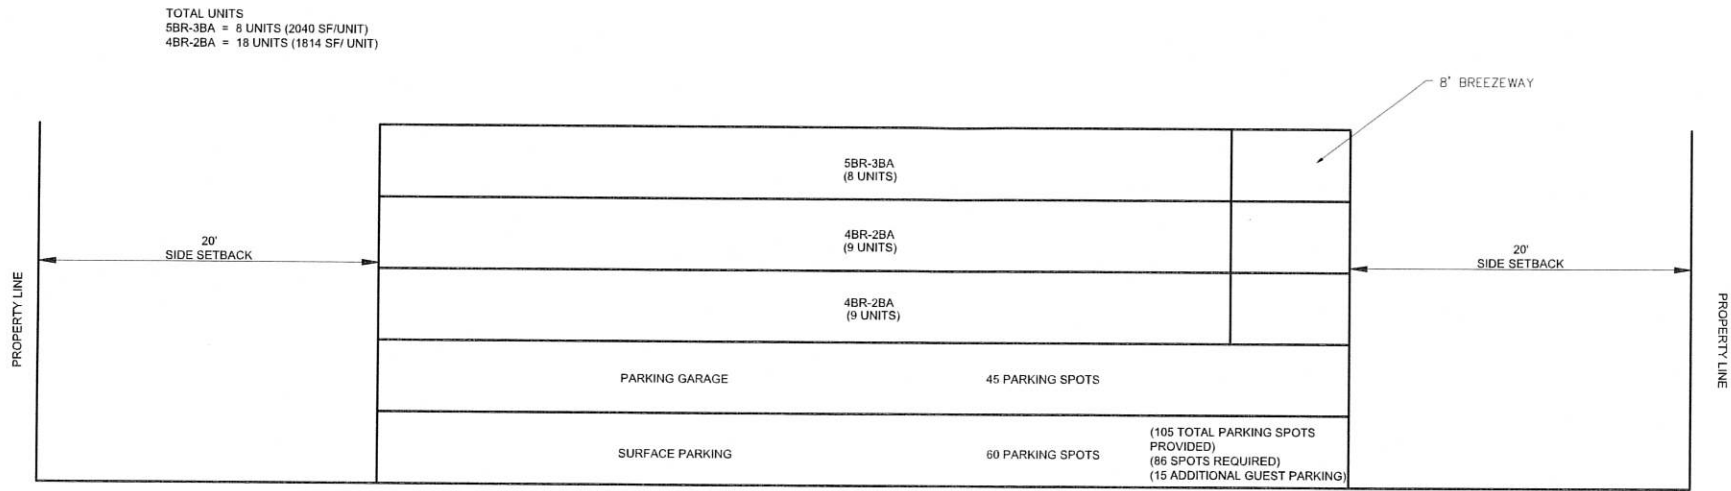 TOTAL UNITS
5BR-3BA = 8 UNITS (2040 SF/UNIT)
4BR-2BA = 18 UNITS (1814 SF/ UNIT)
8' BREEZEWAY
5BR-3BA
(8 UNITS)
4BR-2BA
(9 UNITS)
20'
SIDE SETBACK
20'
SIDE SETBACK
4BR-2BA
(9 UNITS)
PROPERTY LINE
PROPERTY LINE
PARKING GARAGE
45 PARKING SPOTS
SURFACE PARKING
60 PARKING SPOTS
(105 TOTAL PARKING SPOTS
PROVIDED)
(86 SPOTS REQUIRED)
(15 ADDITIONAL GUEST PARKING)